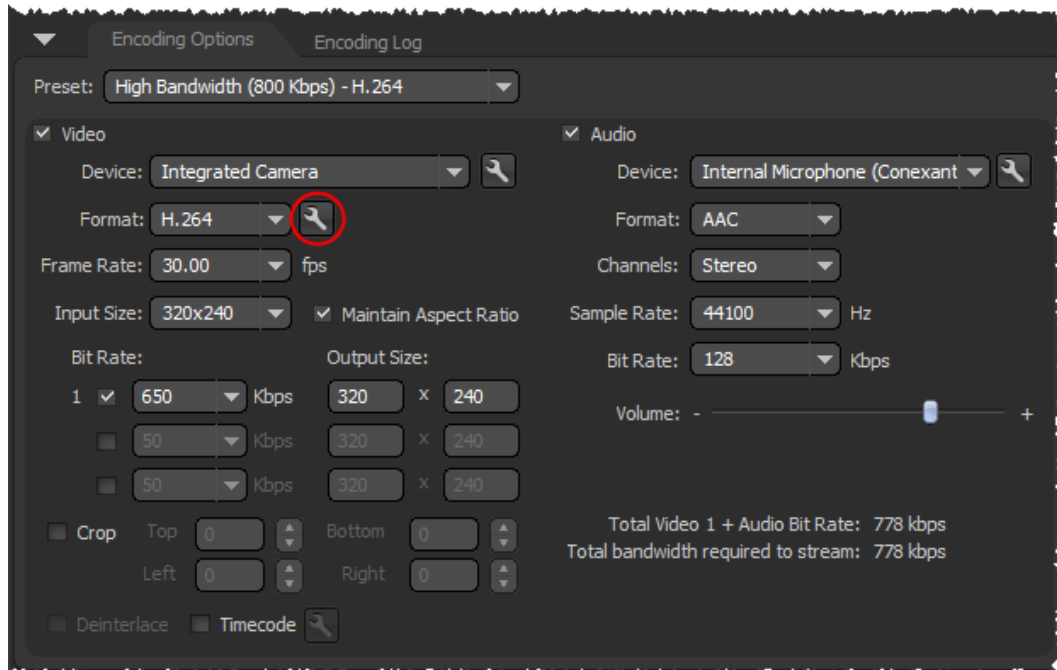 Encoding Options
Encoding Log
Preset: High Bandwidth (800 Kbps) - H.264
Video
Device: Integrated Camera
Format: H.264
Frame Rate: 30.00 fps
Input Size: 320x240 Maintain Aspect Ratio
Bit Rate: Output Size:
1 650 Kbps 320 x 240
50 Kbps 320 x 240
50 Kbps 320 x 240
Crop Top 0 Bottom 0
Left 0 Right 0
Deinterlace Timecode
Audio
Device: Internal Microphone (Conexant
Format: AAC
Channels: Stereo
Sample Rate: 44100 Hz
Bit Rate: 128 Kbps
Volume: - +
Total Video 1 + Audio Bit Rate: 778 kbps
Total bandwidth required to stream: 778 kbps